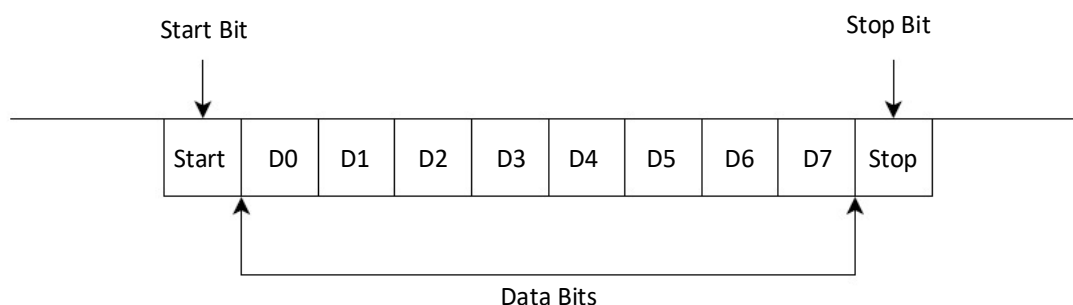 Start Bit
Stop Bit
Start D0 D1 D2 D3 D4 D5 D6 D7 Stop
Data Bits